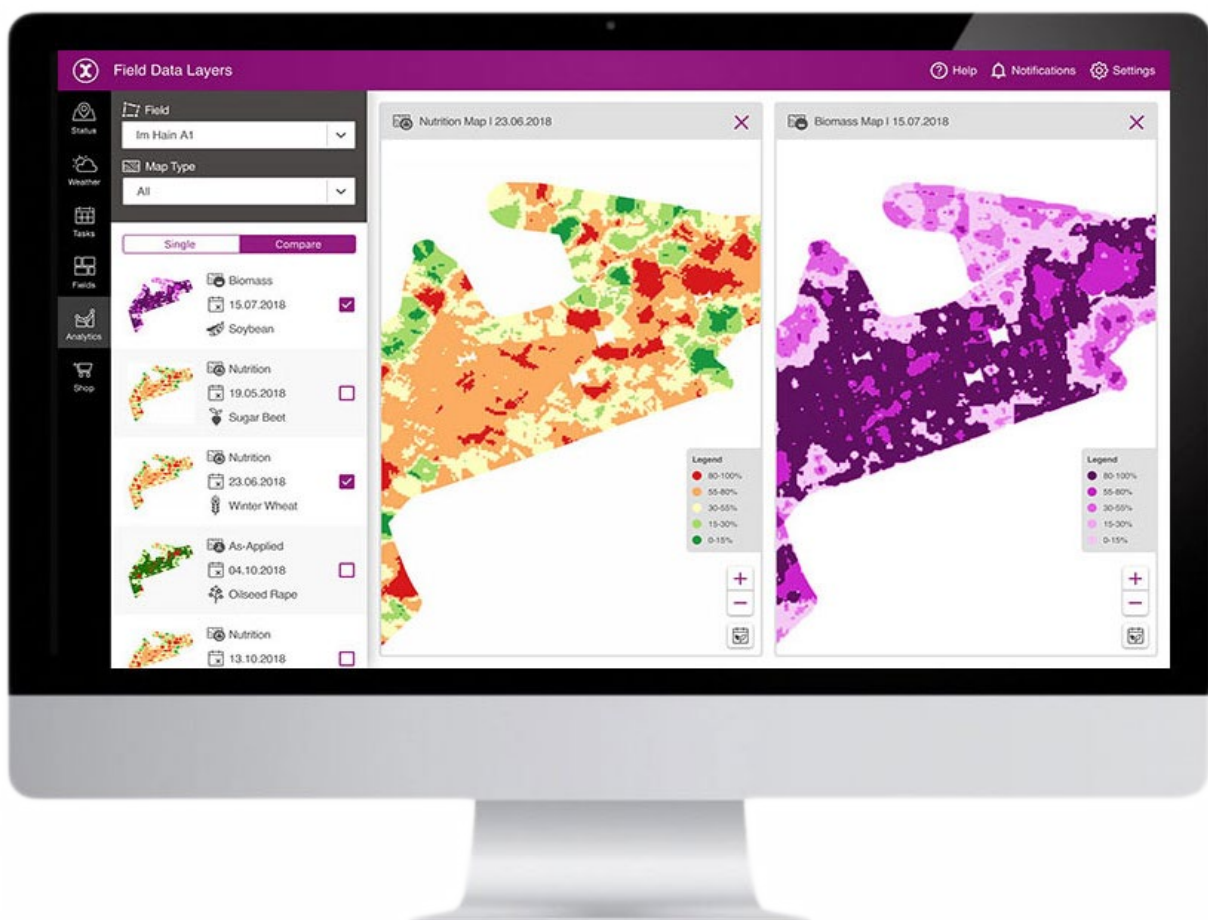 Field Data Layers
Help
Notifications
Settings
Status
Weather
Tasks
Fields
Analytics
Shop
Field
Im Hain A1
Map Type
All
Single
Compare
Biomass
15.07.2018
Soybean
Nutrition
19.05.2018
Sugar Beet
Nutrition
23.06.2018
Winter Wheat
As-Applied
04.10.2018
Oilseed Rape
Nutrition
13.10.2018
Nutrition Map I 23.06.2018
Legend
80-100%
55-80%
30-55%
15-30%
0-15%
Biomass Map I 15.07.2018
Legend
80-100%
55-80%
30-55%
15-30%
0-15%